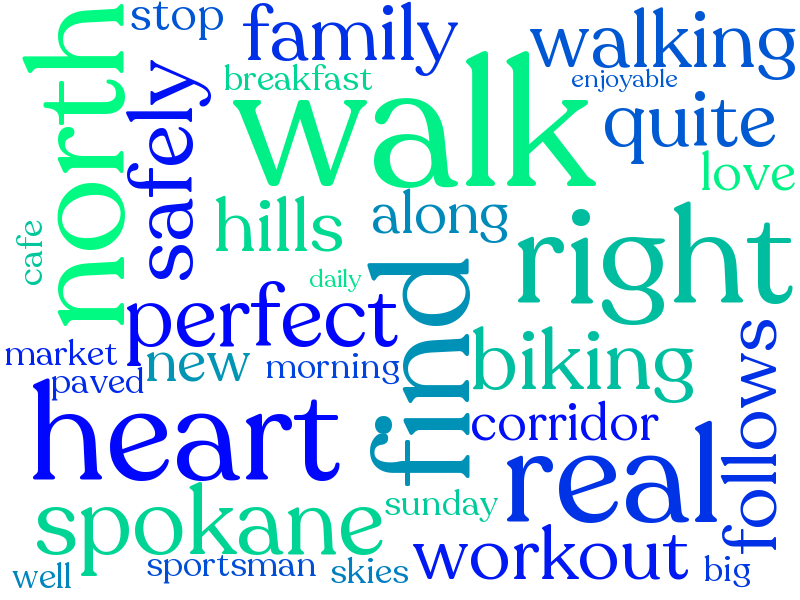 stop
family
walking
north
breakfast
enjoyable
safely
walk
quite
love
hills
along
cafe
right
daily
find
perfect
market
new
morning
biking
follows
paved
heart
corridor
real
spokane
sunday
workout
well
sportsman
skies
big